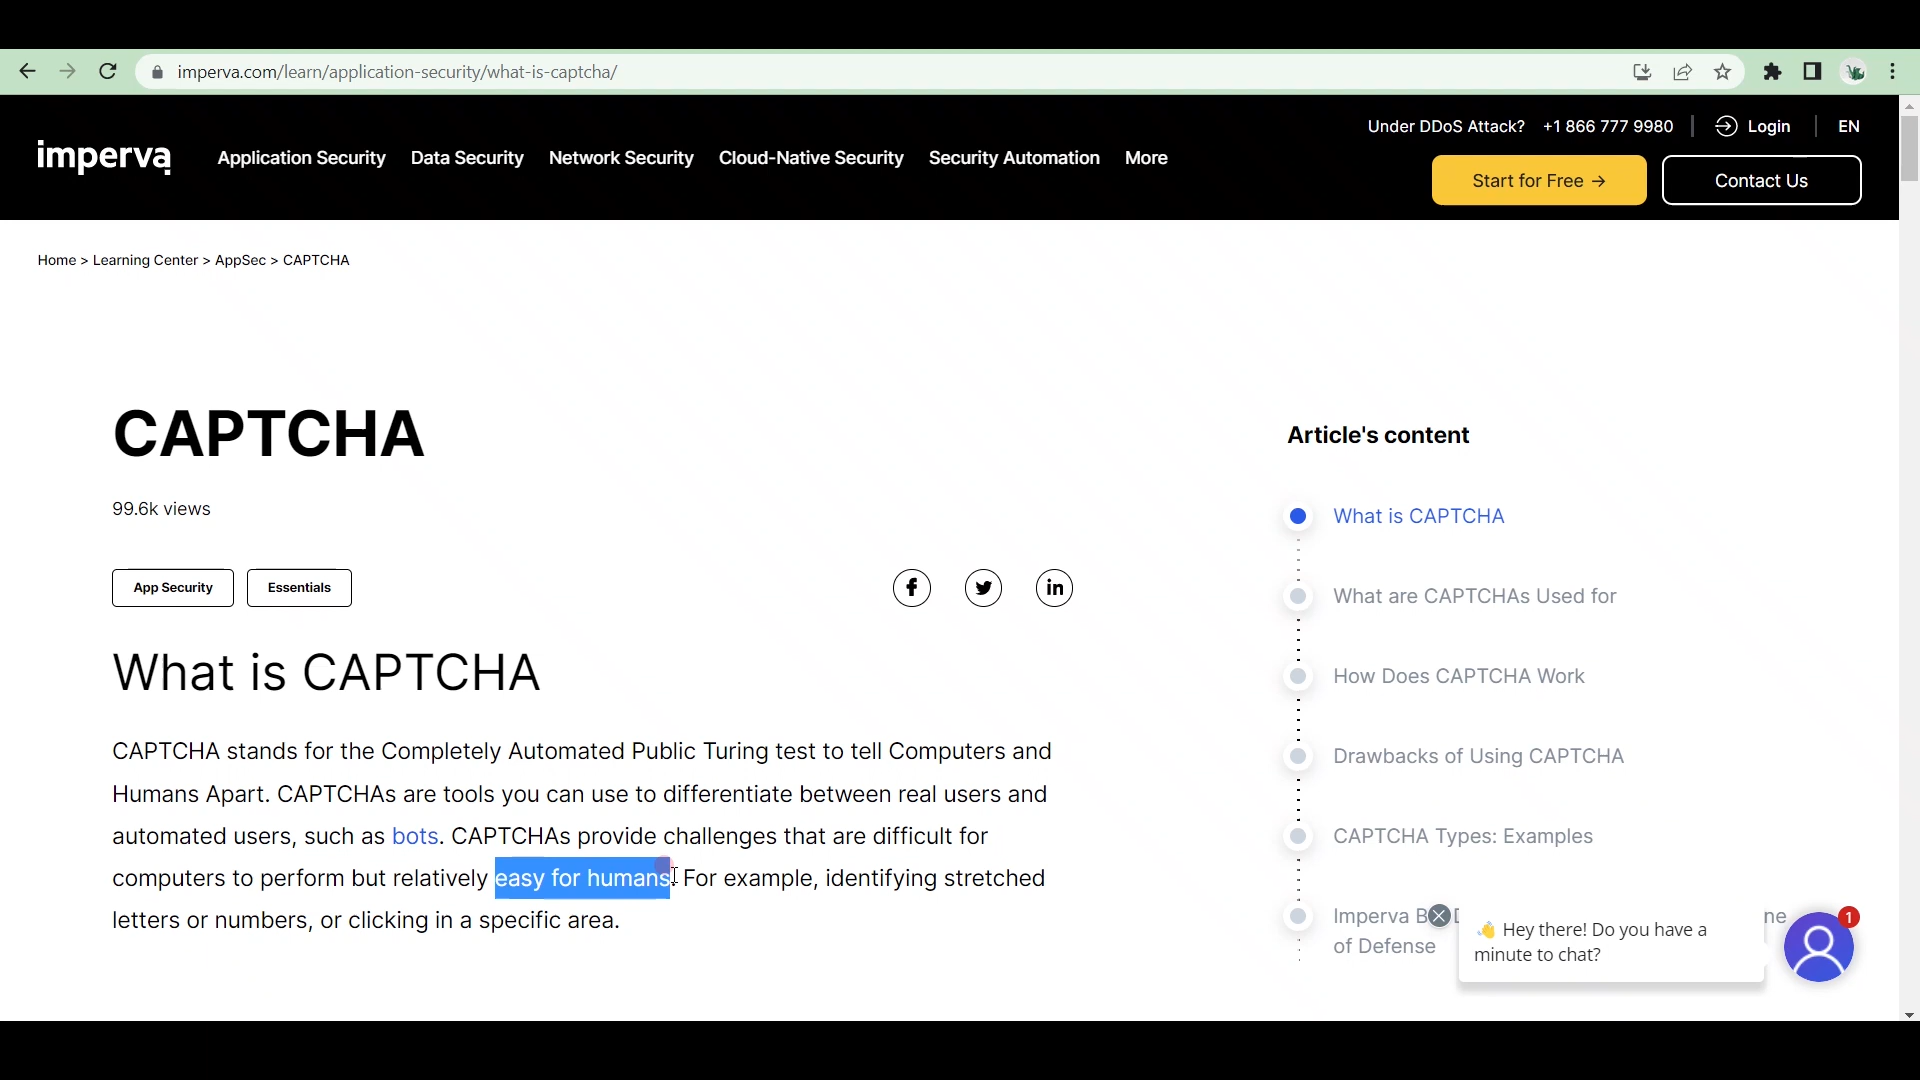 imperva.com/learn/application-security/what-is-captcha/
Under DDoS Attack? +1 866 777 9980 Login EN
imperva Application Security Data Security Network Security Cloud-Native Security Security Automation More
Start for Free → Contact Us
Home > Learning Center > AppSec > CAPTCHA
CAPTCHA
99.6k views
App Security Essentials
What is CAPTCHA
CAPTCHA stands for the Completely Automated Public Turing test to tell Computers and
Humans Apart. CAPTCHAs are tools you can use to differentiate between real users and
automated users, such as bots. CAPTCHAs provide challenges that are difficult for
computers to perform but relatively easy for humans. For example, identifying stretched
letters or numbers, or clicking in a specific area.
Article's content
What is CAPTCHA
What are CAPTCHAs Used for
How Does CAPTCHA Work
Drawbacks of Using CAPTCHA
CAPTCHA Types: Examples
Imperva
of Defense
👋 Hey there! Do you have a
minute to chat?
1